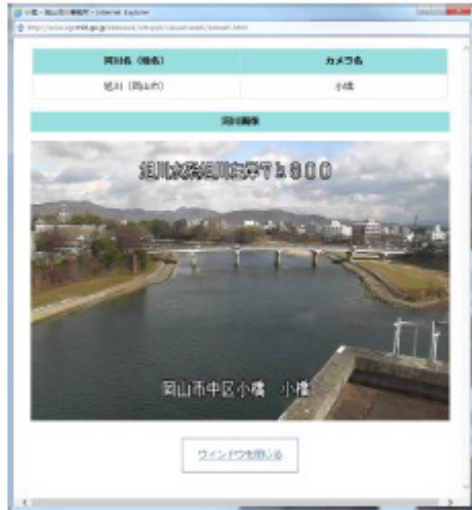 河川名（地名）
カメラ名
旭川（岡山市）
小橋
河川画像
旭川水系旭川左岸7k800
岡山市中区小橋 小橋
ウィンドウを閉じる